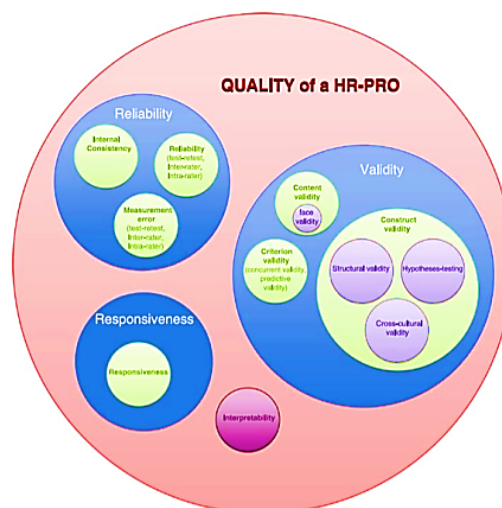 QUALITY of a HR-PRO
Reliability
Internal
Consistency
Reliability
(test-retest,
Inter-rater,
Intra-rater)
Measurement
error
(test-retest,
Inter-rater,
Intra-rater)
Validity
Content
validity
face
validity
Criterion
validity
(concurrent validity,
predictive
validity)
Construct
validity
Structural validity
Hypotheses-testing
Cross-cultural
validity
Responsiveness
Responsiveness
Interpretability